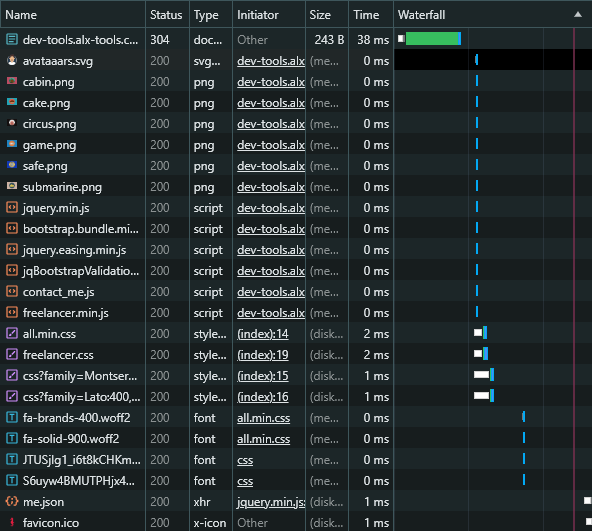 Name Status Type Initiator Size Time Waterfall
dev-tools.alx-tools.c... 304 doc... Other 243 B 38 ms
avataaars.svg 200 svg... dev-tools.alx (me... 0 ms
cabin.png 200 png dev-tools.alx (me... 0 ms
cake.png 200 png dev-tools.alx (me... 0 ms
circus.png 200 png dev-tools.alx (me... 0 ms
game.png 200 png dev-tools.alx (me... 0 ms
safe.png 200 png dev-tools.alx (me... 0 ms
submarine.png 200 png dev-tools.alx (me... 0 ms
jquery.min.js 200 script dev-tools.alx (me... 0 ms
bootstrap.bundle.mi... 200 script dev-tools.alx (me... 0 ms
jquery.easing.min.js 200 script dev-tools.alx (me... 0 ms
jqBootstrapValidatio... 200 script dev-tools.alx (me... 0 ms
contact_me.js 200 script dev-tools.alx (me... 0 ms
freelancer.min.js 200 script dev-tools.alx (me... 0 ms
all.min.css 200 style... (index):14 (disk... 2 ms
freelancer.css 200 style... (index):19 (disk... 2 ms
css?family=Montser... 200 style... (index):15 (disk... 1 ms
css?family=Lato:400,... 200 style... (index):16 (disk... 1 ms
fa-brands-400.woff2 200 font all.min.css (me... 0 ms
fa-solid-900.woff2 200 font all.min.css (me... 0 ms
JTUSjIg1_i6t8kCHKm... 200 font css (me... 0 ms
S6uyw4BMUTPHjx4... 200 font css (me... 0 ms
me.json 200 xhr jquery.min.js: (disk... 1 ms
favicon.ico 200 x-icon Other (disk... 1 ms